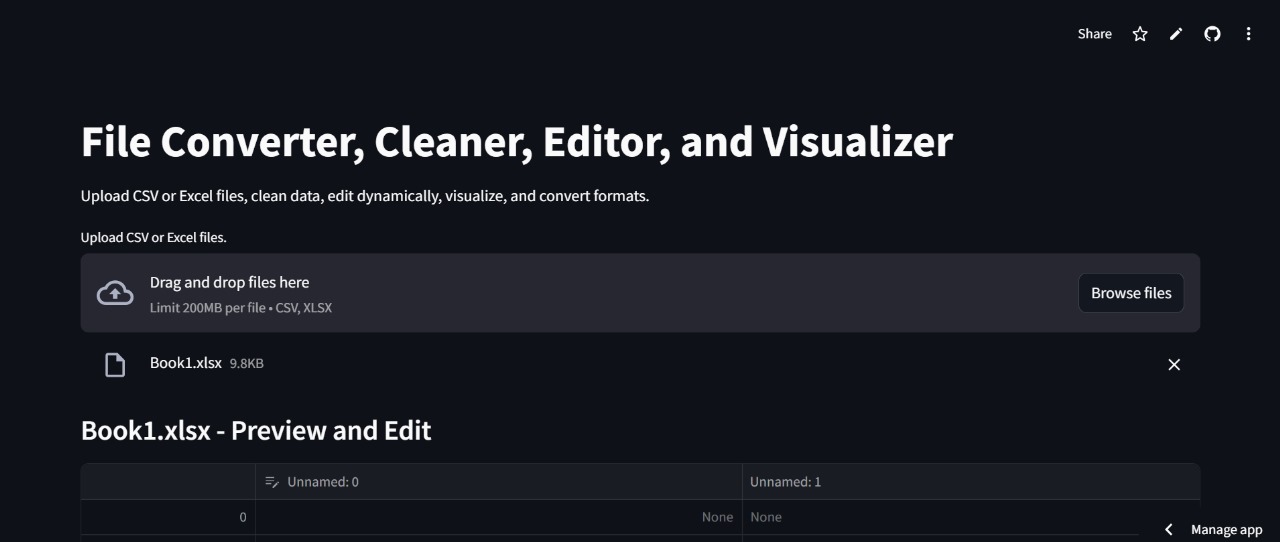 Share
File Converter, Cleaner, Editor, and Visualizer
Upload CSV or Excel files, clean data, edit dynamically, visualize, and convert formats.
Upload CSV or Excel files.
Drag and drop files here
Limit 200MB per file • CSV, XLSX
Browse files
Book1.xlsx 9.8KB
Book1.xlsx - Preview and Edit
Unnamed: 0 Unnamed: 1
0 None None
Manage app